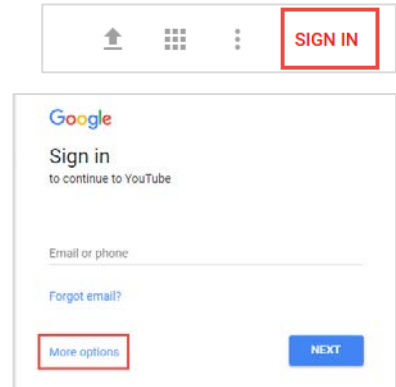 SIGN IN
Google
Sign in
to continue to YouTube
Email or phone
Forgot email?
More options NEXT